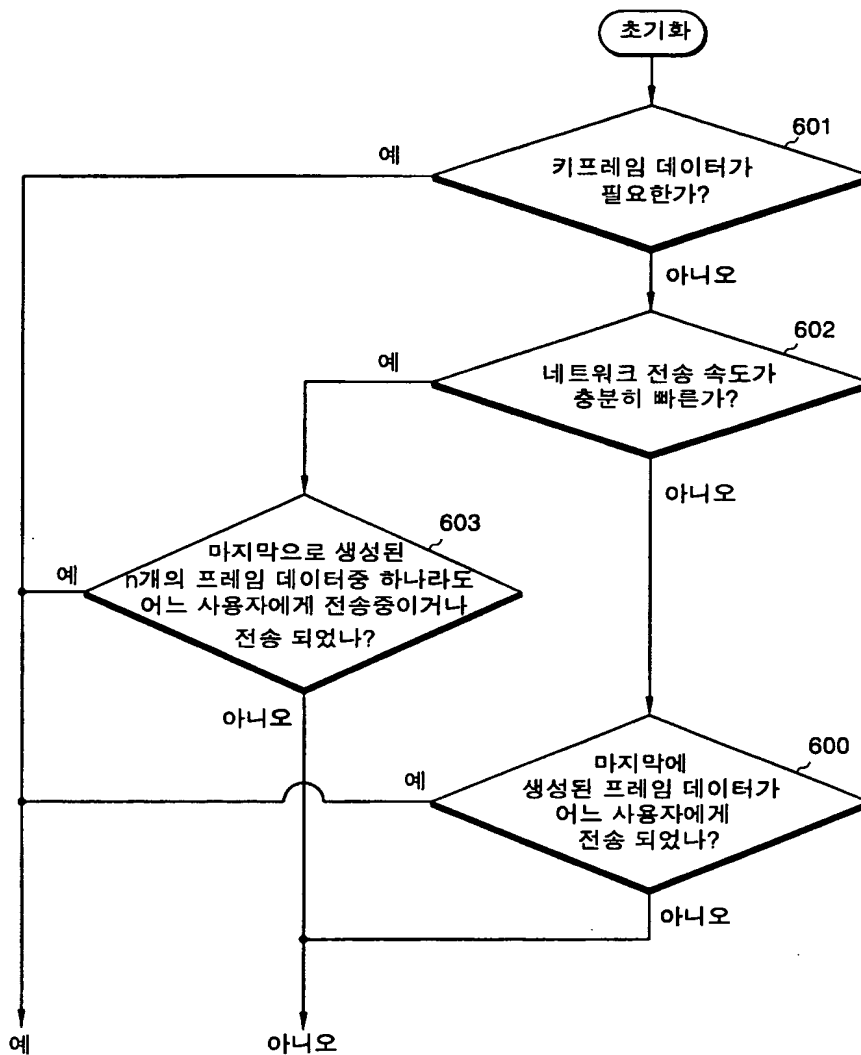 초기화
601
예
키프레임 데이터가
필요한가?
아니오
602
예
네트워크 전송 속도가
충분히 빠른가?
아니오
603
마지막으로 생성된
예
n개의 프레임 데이터중 하나라도
어느 사용자에게 전송중이거나
전송 되었나?
아니오
600
마지막에
예
생성된 프레임 데이터가
어느 사용자에게
전송 되었나?
아니오
예
아니오